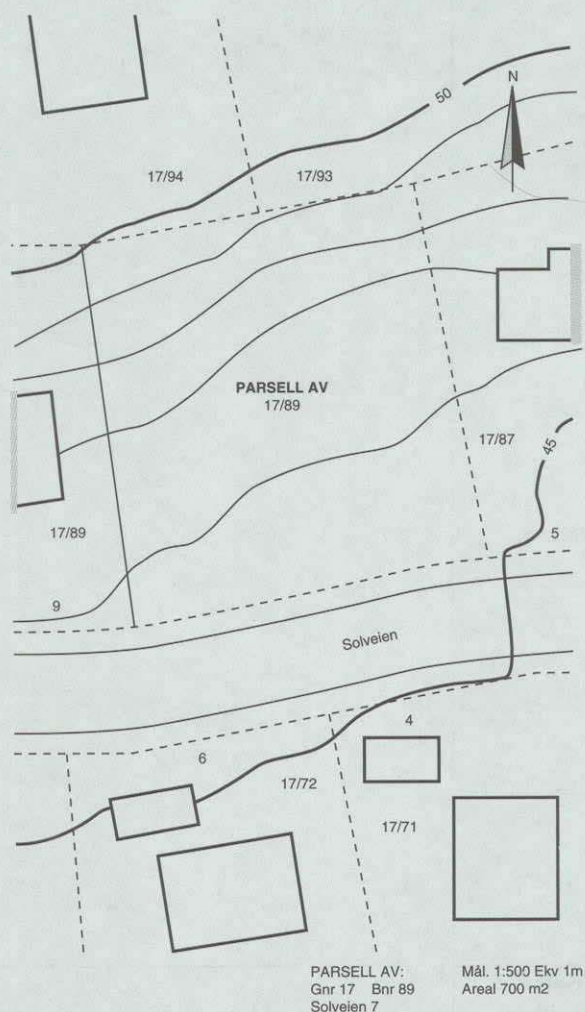 N
50
17/94
17/93
PARSELL AV
17/89
17/87
45
17/89
5
9
Solveien
4
6
17/72
17/71
PARSELL AV:
Gnr 17 Bnr 89
Solveien 7
Mål. 1:500 Ekv 1m
Areal 700 m2